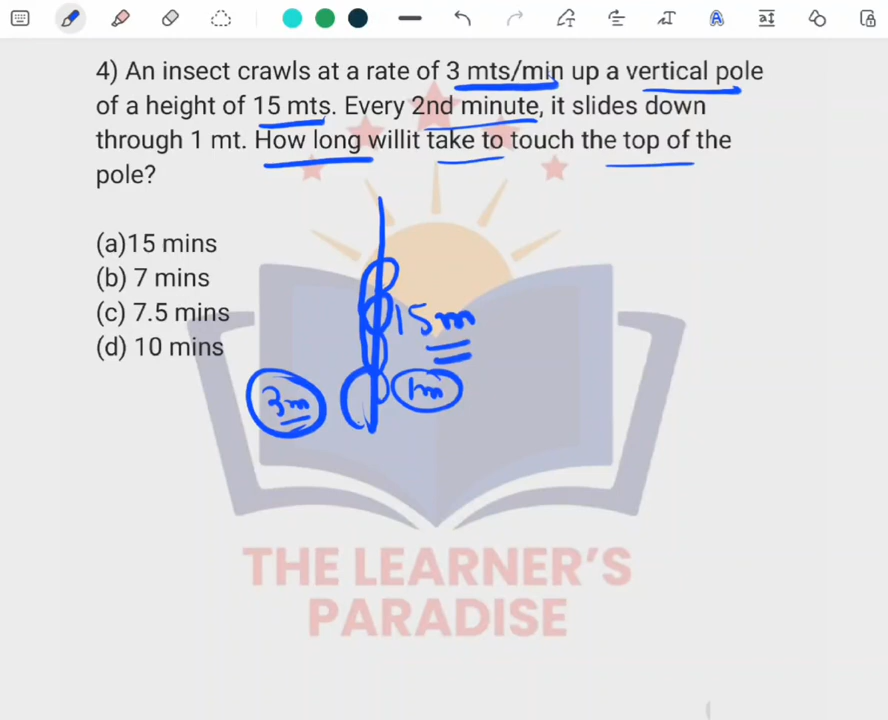 4) An insect crawls at a rate of 3 mts/min up a vertical pole
of a height of 15 mts. Every 2nd minute, it slides down
through 1 mt. How long willit take to touch the top of the
pole?
(a)15 mins
(b) 7 mins
(c) 7.5 mins
(d) 10 mins
15 m
3m
1m
THE LEARNER'S
PARADISE